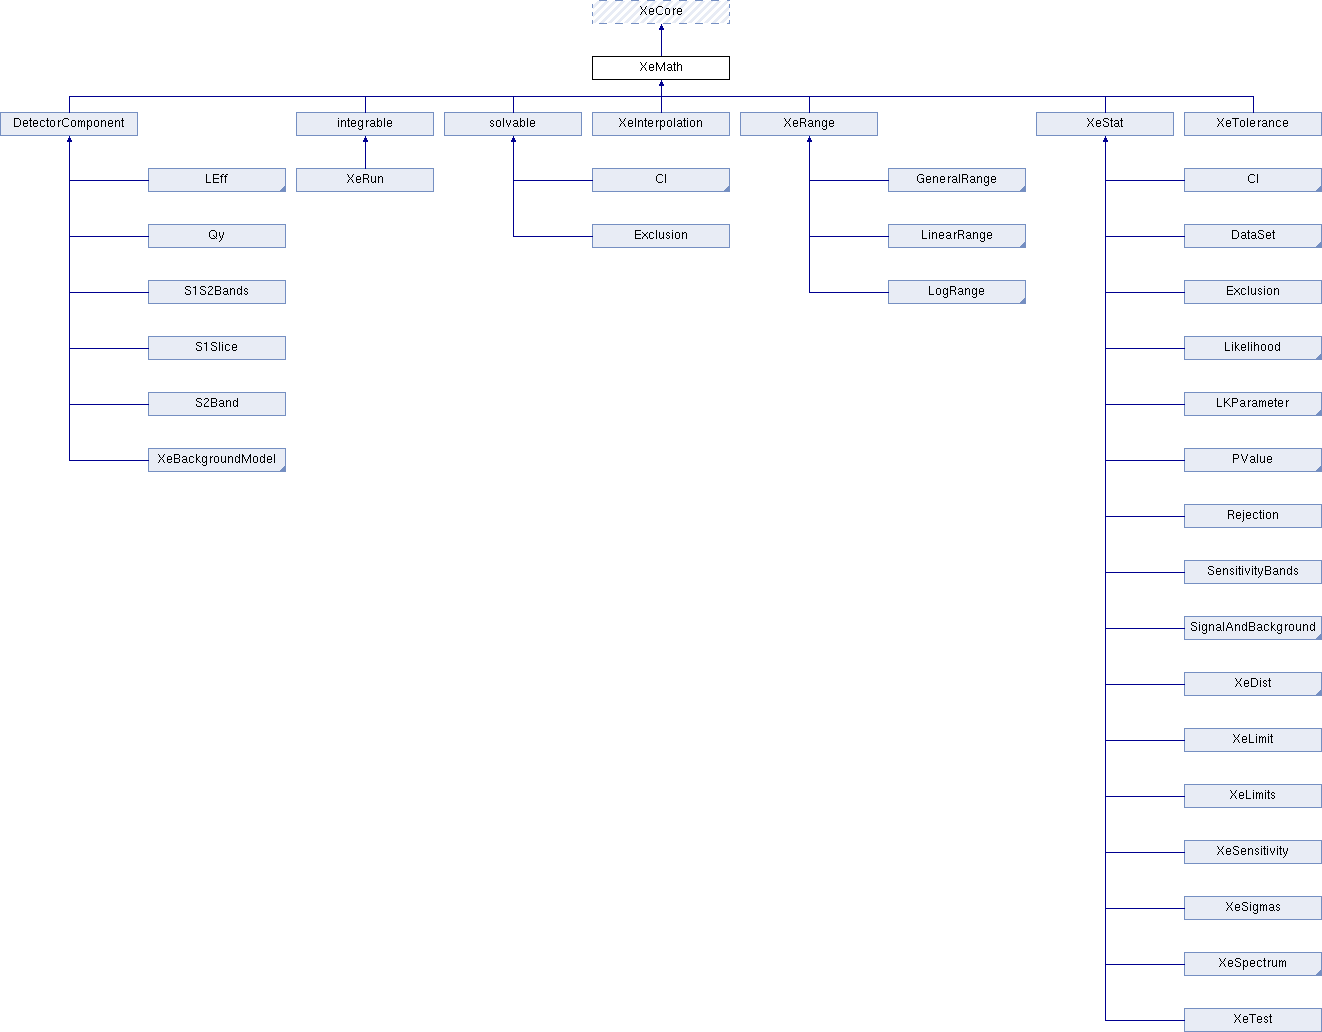 XeCore
XeMath
DetectorComponent
integrable
solvable
XeInterpolation
XeRange
XeStat
XeTolerance
LEff
XeRun
CI
GeneralRange
CI
Qy
Exclusion
LinearRange
DataSet
S1S2Bands
LogRange
Exclusion
S1Slice
Likelihood
S2Band
LKParameter
XeBackgroundModel
PValue
Rejection
SensitivityBands
SignalAndBackground
XeDist
XeLimit
XeLimits
XeSensitivity
XeSigmas
XeSpectrum
XeTest